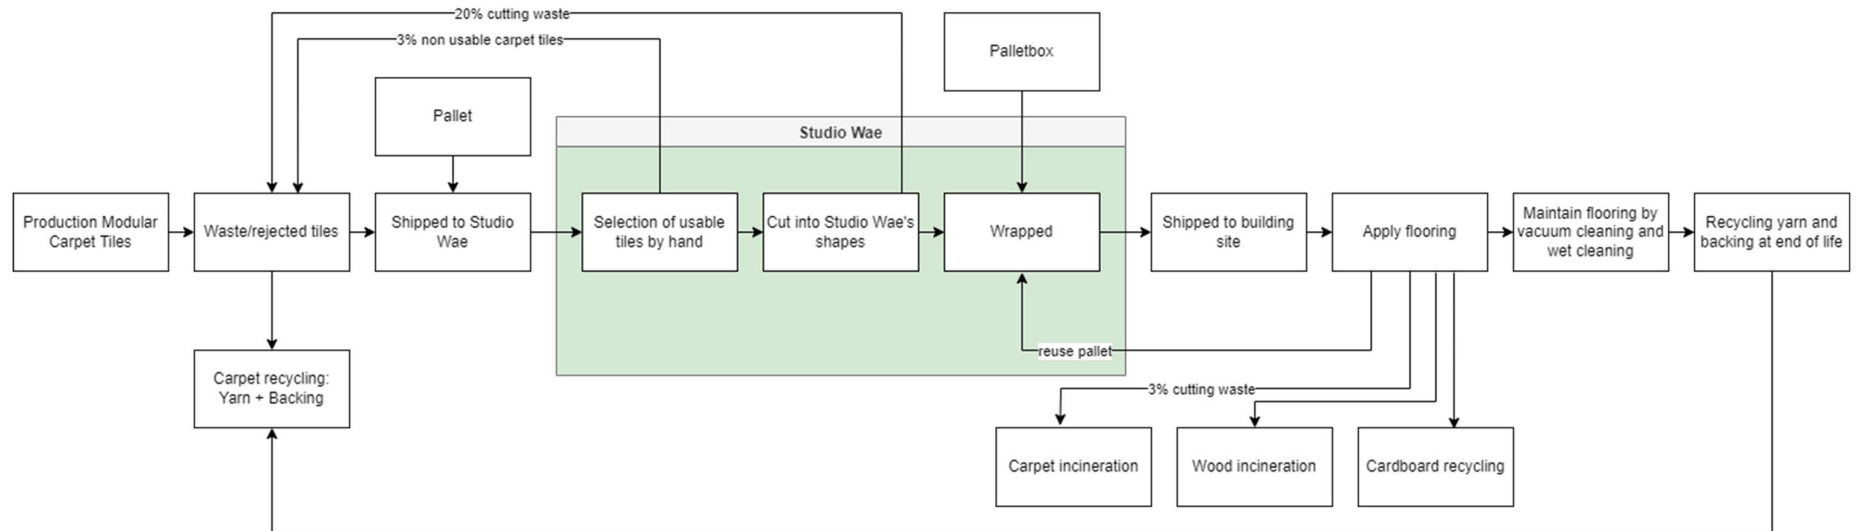 20% cutting waste
3% non usable carpet tiles
Palletbox
Pallet
Studio Wae
Production Modular
Carpet Tiles
Waste/rejected tiles
Shipped to Studio
Wae
Selection of usable
tiles by hand
Cut into Studio Wae's
shapes
Wrapped
Shipped to building
site
Apply flooring
Maintain flooring by
vacuum cleaning and
wet cleaning
Recycling yarn and
backing at end of life
reuse pallet
Carpet recycling:
Yarn + Backing
3% cutting waste
Carpet incineration
Wood incineration
Cardboard recycling